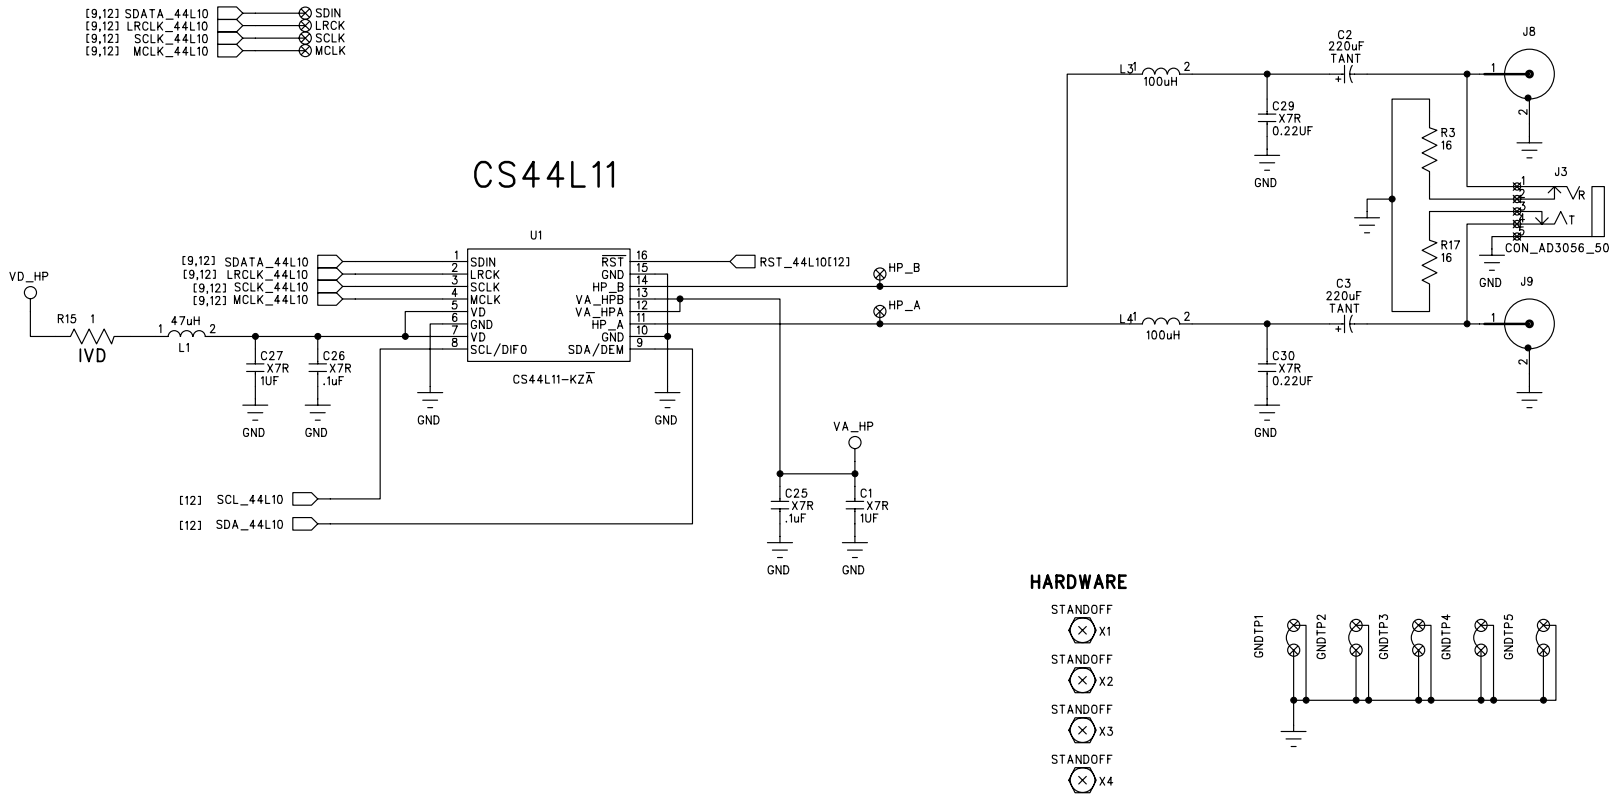 [9,12] SDATA_44L10 SDIN
[9,12] LRCLK_44L10 LRCK
[9,12] SCLK_44L10 SCLK
[9,12] MCLK_44L10 MCLK
CS44L11
U1
[9,12] SDATA_44L10 1 SDIN
[9,12] LRCLK_44L10 2 LRCK
[9,12] SCLK_44L10 3 SCLK
[9,12] MCLK_44L10 4 MCLK
5 VD
6 GND
7 VD
8 SCL/DIF0
RST 16 RST_44L10[12]
GND 15
HP_B 14
VA_HPB 13
VA_HPA 12
HP_A 11
GND 10
SDA/DEM 9
CS44L11-KZA
HP_B
HP_A
VD_HP
R15 1
IVD
47uH
1 2
L1
C27
X7R
1UF
GND
C26
X7R
.1uF
GND
GND
GND
[12] SCL_44L10
[12] SDA_44L10
VA_HP
C25
X7R
.1uF
GND
C1
X7R
1UF
GND
L3 1 2
100uH
C29
X7R
0.22UF
GND
C2
220uF
TANT
+
J8
1
2
R3
16
R17
16
J3
1
2
3
4
5
R
T
CON_AD3056_50
GND
L4 1 2
100uH
C30
X7R
0.22UF
GND
C3
220uF
TANT
+
J9
1
2
HARDWARE
STANDOFF
X1
STANDOFF
X2
STANDOFF
X3
STANDOFF
X4
GNDTP1
GNDTP2
GNDTP3
GNDTP4
GNDTP5